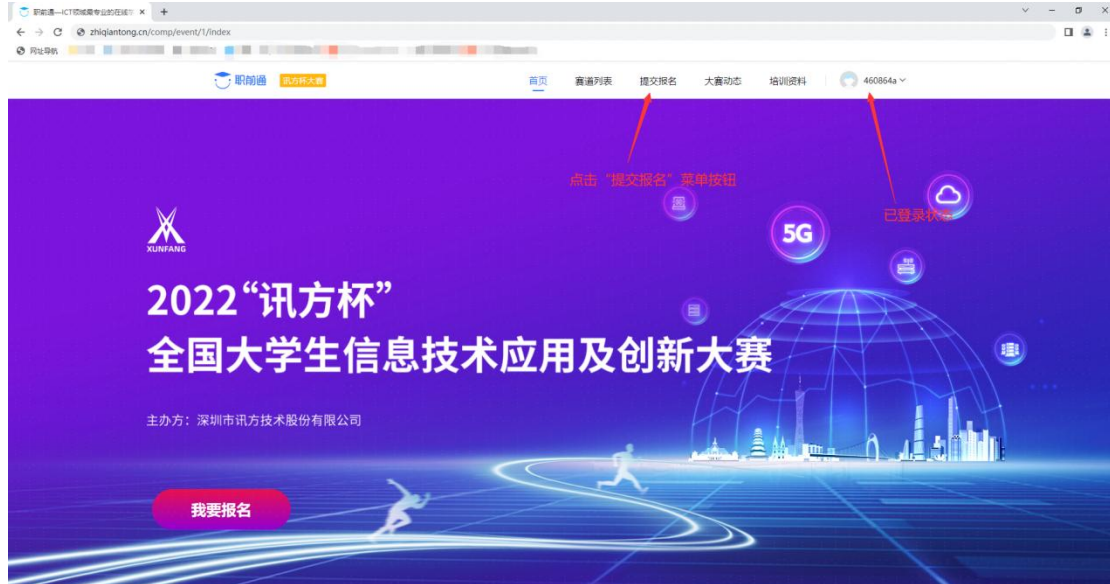 职前通—ICT领域最专业的在线
zhiqiantong.cn/comp/event/1/index
网址导航
职前通 讯方杯大赛 首页 赛道列表 提交报名 大赛动态 培训资料 460864a
点击“提交报名”菜单按钮
已登录状态
XUNFANG
5G
2022“讯方杯”
全国大学生信息技术应用及创新大赛
主办方：深圳市讯方技术股份有限公司
我要报名